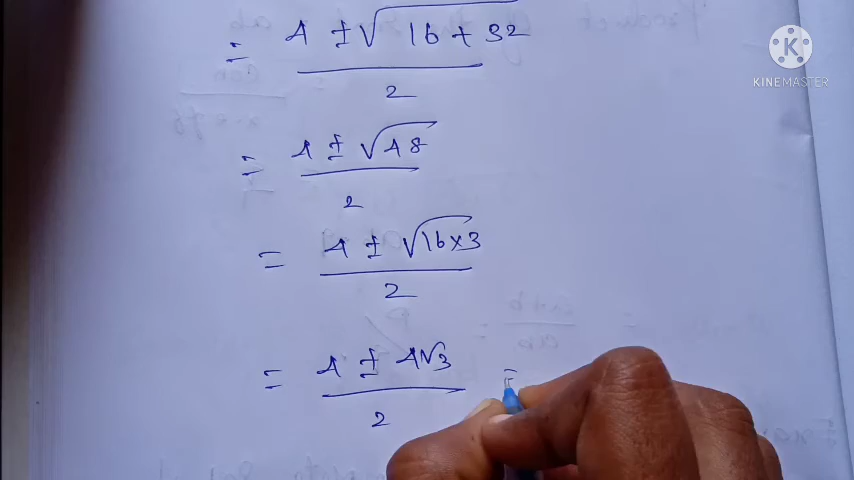 = 4 ± √16 + 32 / 2
= 4 ± √48 / 2
= 4 ± √16×3 / 2
= 4 ± 4√3 / 2 =
KINEMASTER